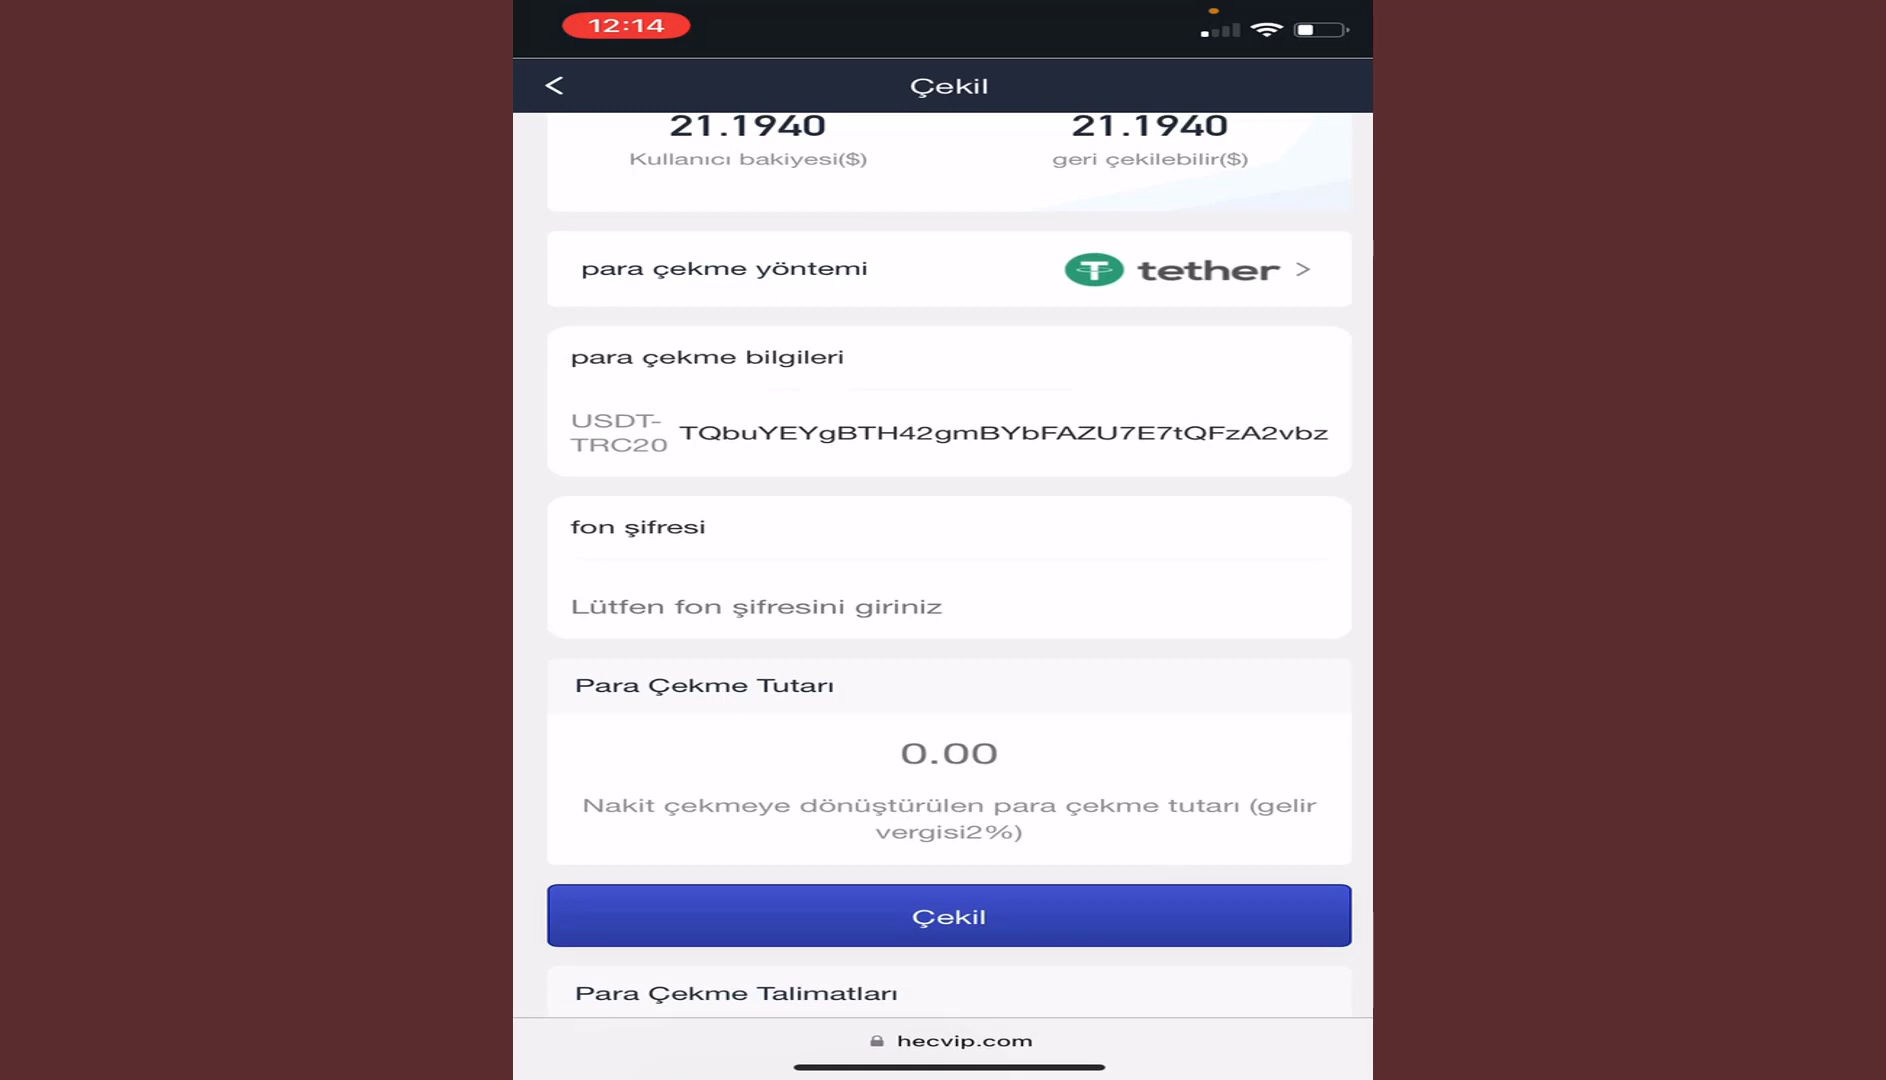 12:14
Çekil
21.1940
21.1940
Kullanıcı bakiyesi($)
geri çekilebilir($)
para çekme yöntemi
tether
para çekme bilgileri
USDT-
TRC20
TQbuYEYgBTH42gmBYbFAZU7E7tQFzA2vbz
fon şifresi
Lütfen fon şifresini giriniz
Para Çekme Tutarı
0.00
Nakit çekmeye dönüştürülen para çekme tutarı (gelir
vergisi2%)
Çekil
Para Çekme Talimatları
hecvip.com